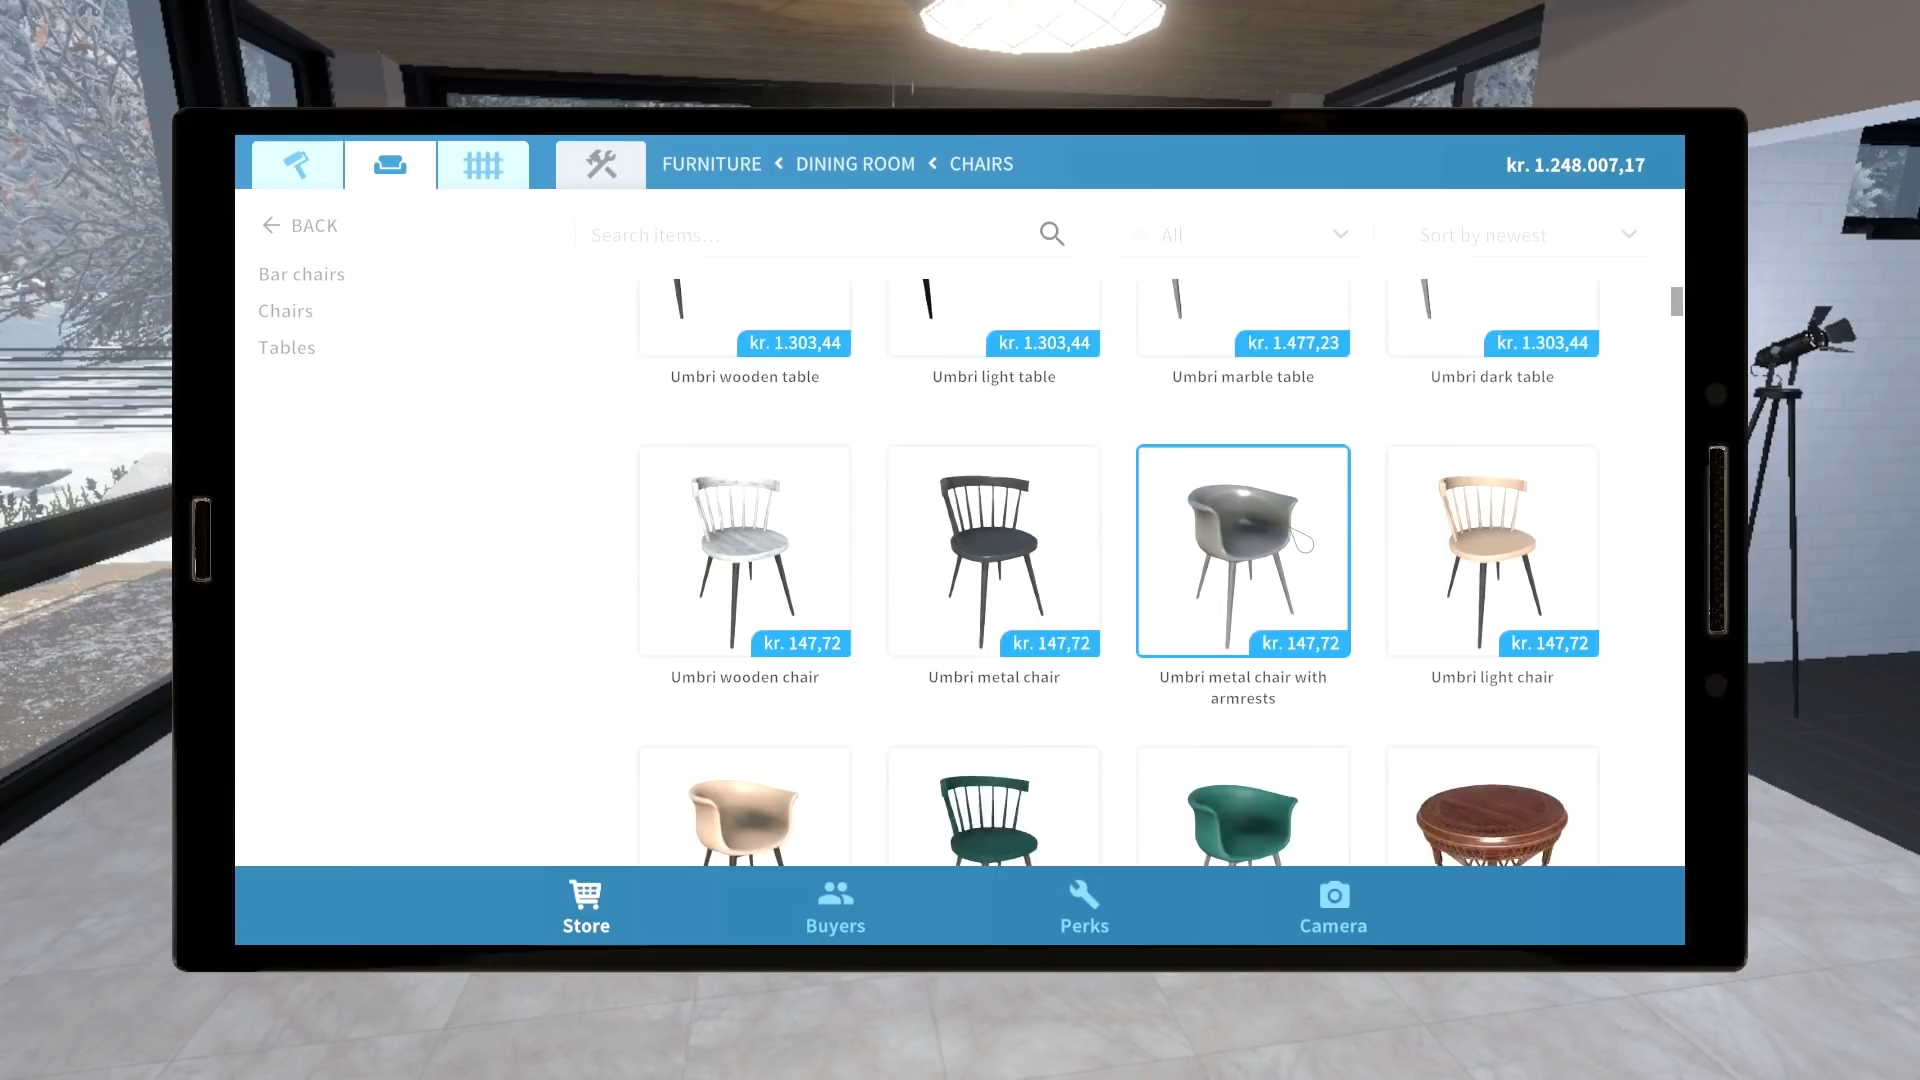 FURNITURE < DINING ROOM < CHAIRS
kr. 1.248.007,17
BACK
Search items...
All
Sort by newest
Bar chairs
Chairs
Tables
kr. 1.303,44
kr. 1.303,44
kr. 1.477,23
kr. 1.303,44
Umbri wooden table
Umbri light table
Umbri marble table
Umbri dark table
kr. 147,72
kr. 147,72
kr. 147,72
kr. 147,72
Umbri wooden chair
Umbri metal chair
Umbri metal chair with
armrests
Umbri light chair
Store
Buyers
Perks
Camera